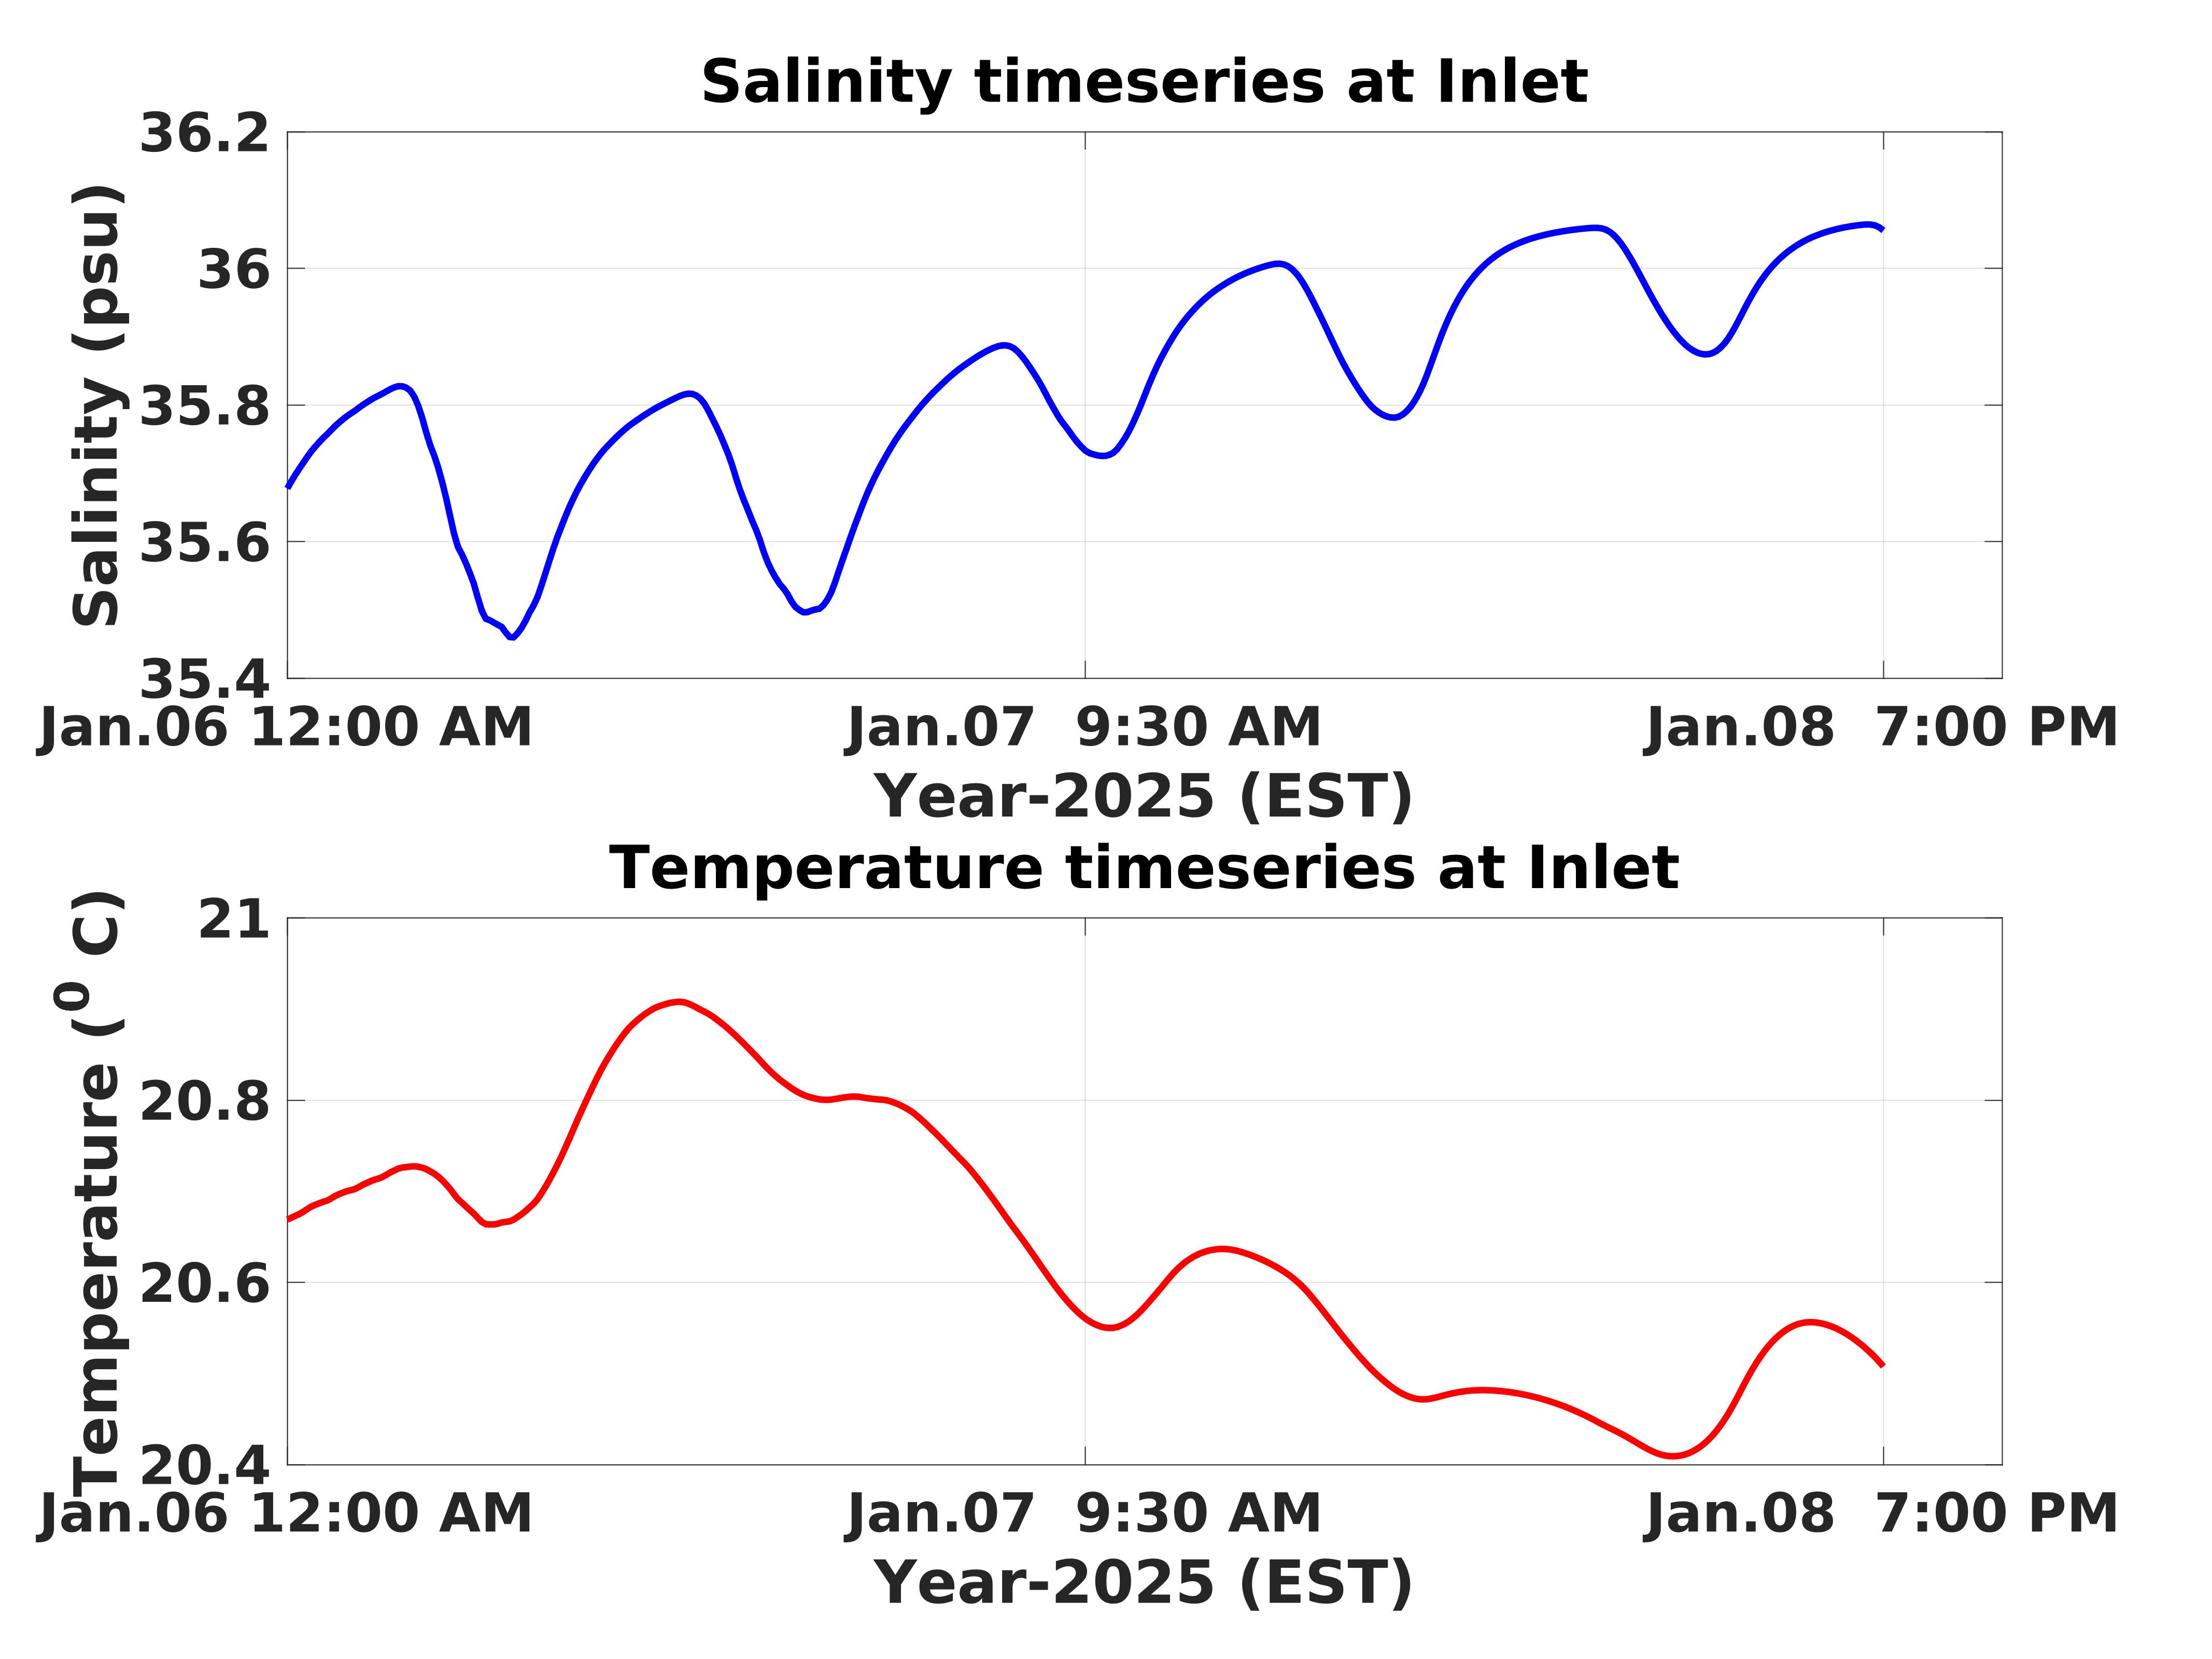 Salinity timeseries at Inlet
Salinity (psu)
36.2
36
35.8
35.6
35.4
Jan.06 12:00 AM Jan.07  9:30 AM Jan.08  7:00 PM
Year-2025 (EST)
Temperature timeseries at Inlet
Temperature (⁰ C)
21
20.8
20.6
20.4
Jan.06 12:00 AM Jan.07  9:30 AM Jan.08  7:00 PM
Year-2025 (EST)